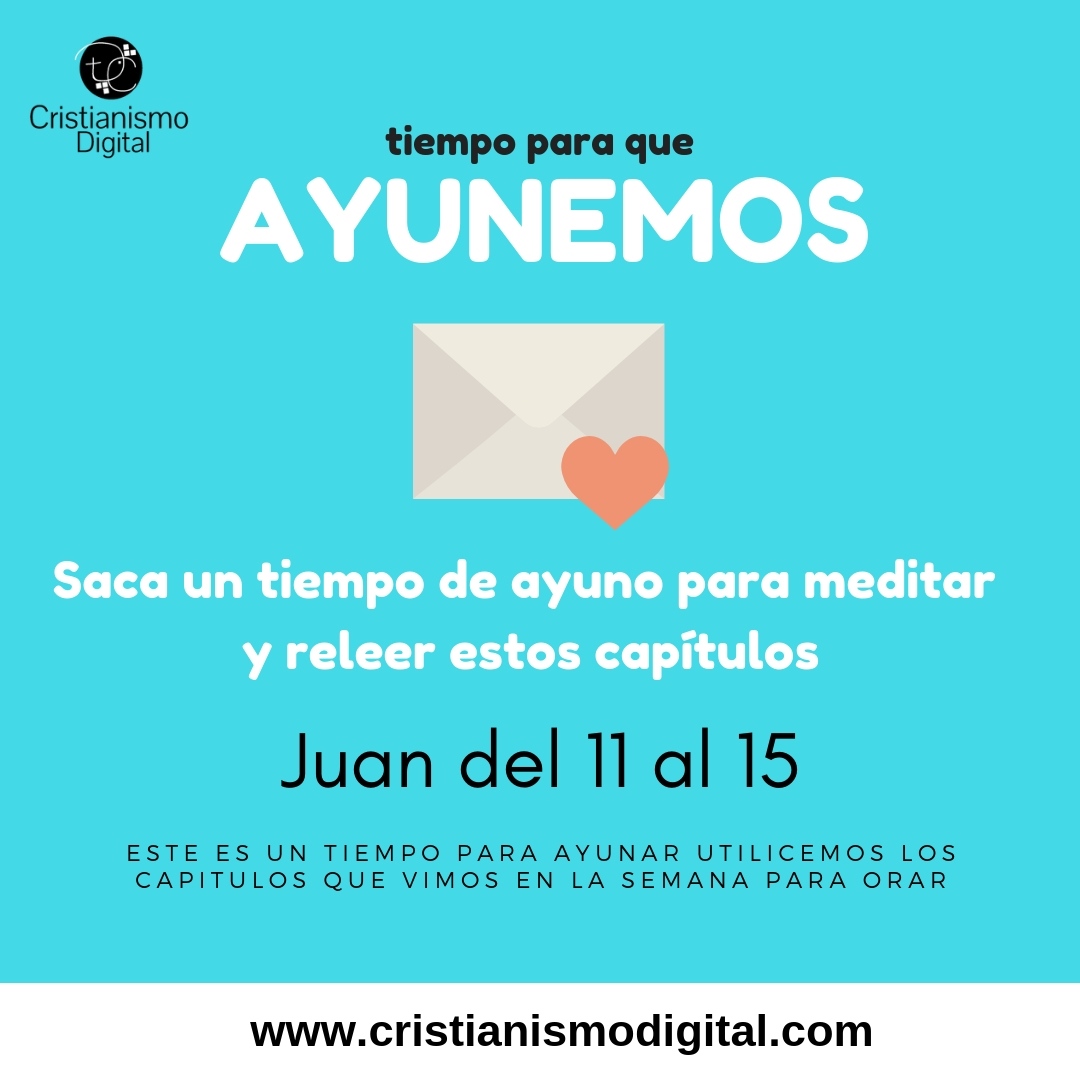 Cristianismo
Digital
tiempo para que
AYUNEMOS
Saca un tiempo de ayuno para meditar
y releer estos capítulos
Juan del 11 al 15
ESTE ES UN TIEMPO PARA AYUNAR UTILICEMOS LOS
CAPITULOS QUE VIMOS EN LA SEMANA PARA ORAR
www.cristianismodigital.com